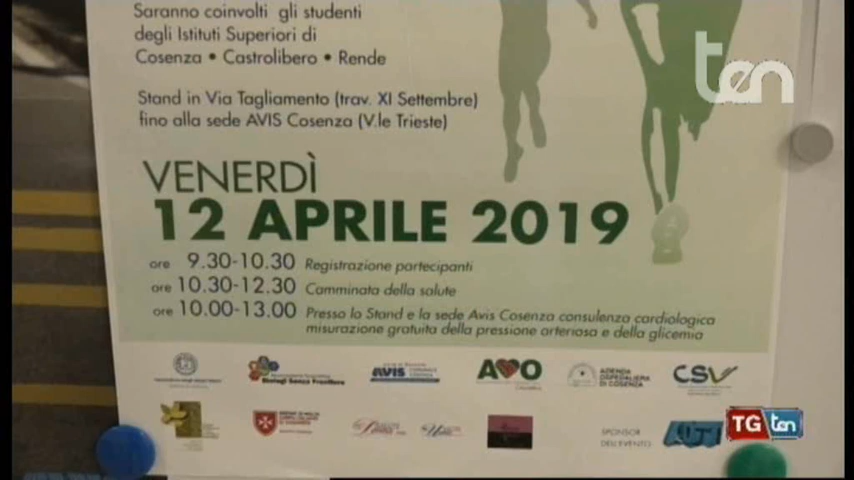 Saranno coinvolti gli studenti
degli Istituti Superiori di
Cosenza • Castrolibero • Rende
ten
Stand in Via Tagliamento (trav. XI Settembre)
fino alla sede AVIS Cosenza (V.le Trieste)
VENERDÌ
12 APRILE 2019
ore 9.30-10.30 Registrazione partecipanti
ore 10.30-12.30 Camminata della salute
ore 10.00-13.00 Presso lo Stand e la sede Avis Cosenza consulenza cardiologica
misurazione gratuita della pressione arteriosa e della glicemia
Biologi Senza Frontiere
AVIS
AVO
AZIENDA
OSPEDALIERA
DI COSENZA
CSV
SPONSOR
DELL'EVENTO
TG ten